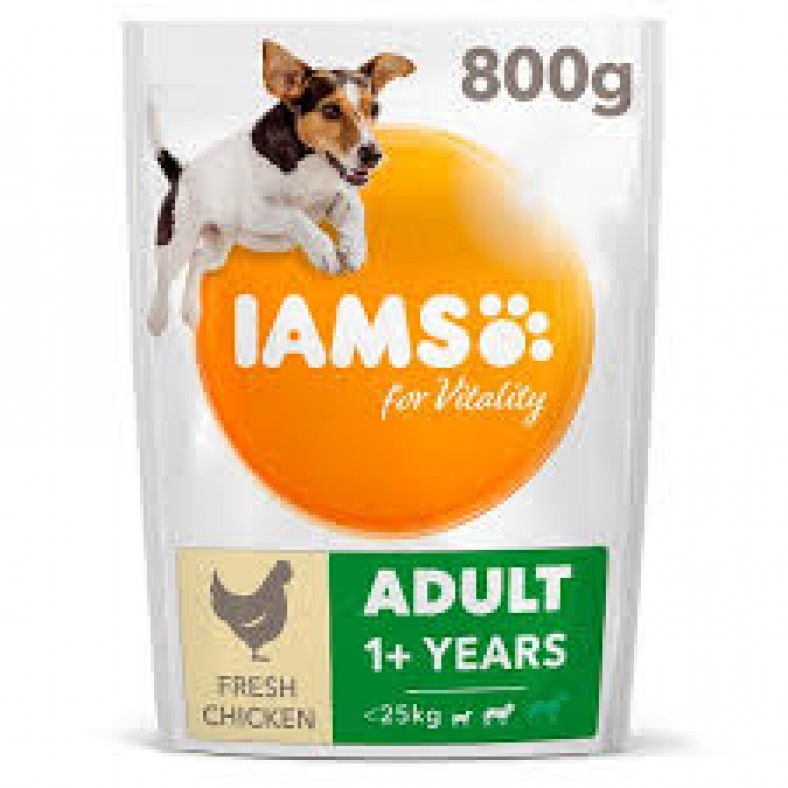 800g
IAMS
for Vitality
ADULT
1+ YEARS
<25kg
FRESH
CHICKEN